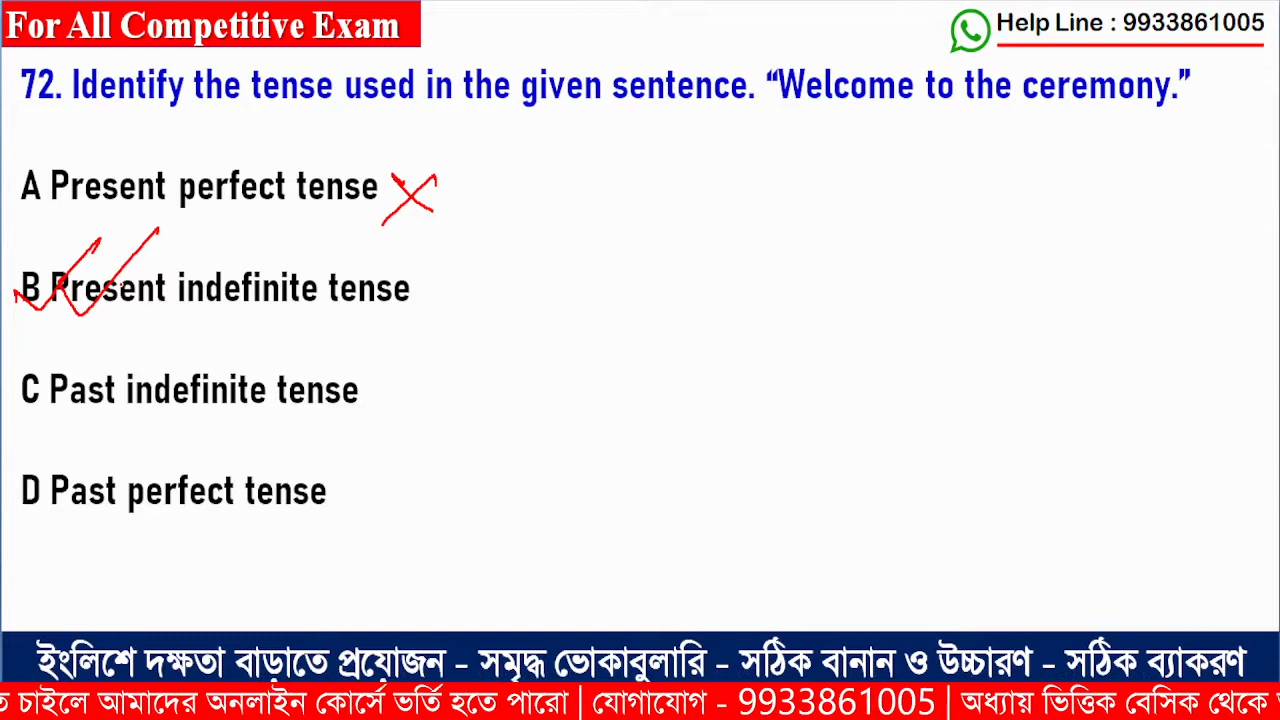 For All Competitive Exam
Help Line : 9933861005
72. Identify the tense used in the given sentence. “Welcome to the ceremony.”
A Present perfect tense
B Present indefinite tense
C Past indefinite tense
D Past perfect tense
ইংলিশে দক্ষতা বাড়াতে প্রয়োজন - সমৃদ্ধ ভোকাবুলারি - সঠিক বানান ও উচ্চারণ - সঠিক ব্যাকরণ
চাইলে আমাদের অনলাইন কোর্সে ভর্তি হতে পারো | যোগাযোগ - 9933861005 | অধ্যায় ভিত্তিক বেসিক থেকে